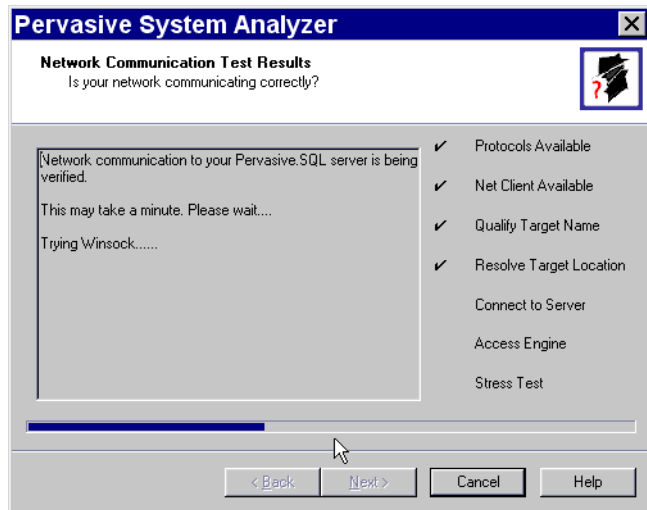 Pervasive System Analyzer
Network Communication Test Results
Is your network communicating correctly?
?
Network communication to your Pervasive.SQL server is being
verified.
This may take a minute. Please wait....
Trying Winsock......
✔ Protocols Available
✔ Net Client Available
✔ Qualify Target Name
✔ Resolve Target Location
Connect to Server
Access Engine
Stress Test
< Back
Next >
Cancel
Help